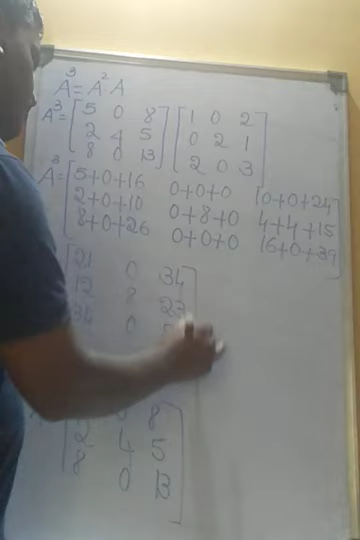 A³ = A² A
A³ = [5 0 8 [1 0 2
2 4 5 0 2 1
8 0 13] 2 0 3]
A³ = [5+0+16 0+0+0 10+0+24
2+0+10 0+8+0 4+4+15
8+0+26 0+0+0 16+0+39]
[21 0 34
12 8 23
34 0
8
2 4 5
8 0 13]